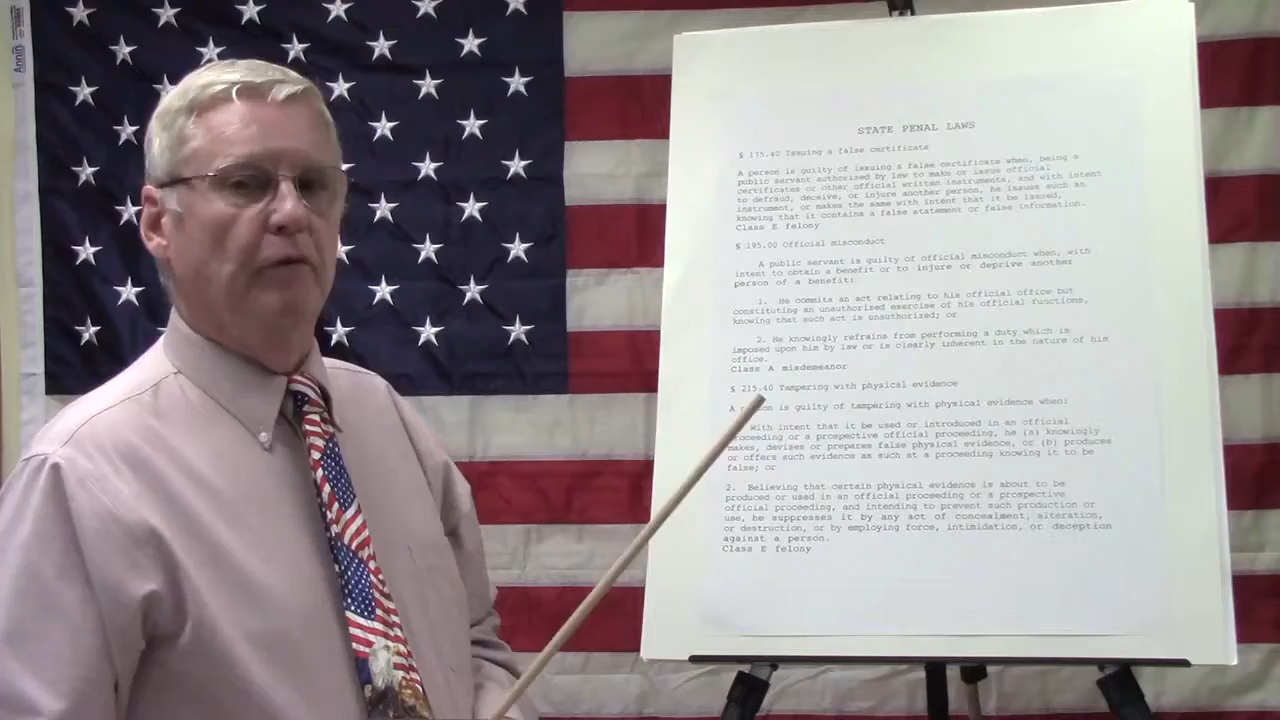 Annin
STATE PENAL LAWS
§ 175.40 Issuing a false certificate
A person is guilty of issuing a false certificate when, being a
public servant authorized by law to make or issue official
certificates or other official written instruments, and with intent
to defraud, deceive, or injure another person, he issues such an
instrument, or makes the same with intent that it be issued,
knowing that it contains a false statement or false information.
Class E felony
§ 195.00 Official misconduct
A public servant is guilty of official misconduct when, with
intent to obtain a benefit or to injure or deprive another
person of a benefit:
1. He commits an act relating to his official office but
constituting an unauthorized exercise of his official functions,
knowing that such act is unauthorized; or
2. He knowingly refrains from performing a duty which is
imposed upon him by law or is clearly inherent in the nature of his
office.
Class A misdemeanor
§ 215.40 Tampering with physical evidence
A person is guilty of tampering with physical evidence when:
With intent that it be used or introduced in an official
proceeding or a prospective official proceeding, he (a) knowingly
makes, devises or prepares false physical evidence, or (b) produces
or offers such evidence as such at a proceeding knowing it to be
false; or
2. Believing that certain physical evidence is about to be
produced or used in an official proceeding or a prospective
official proceeding, and intending to prevent such production or
use, he suppresses it by any act of concealment, alteration,
or destruction, or by employing force, intimidation, or deception
against a person.
Class E felony